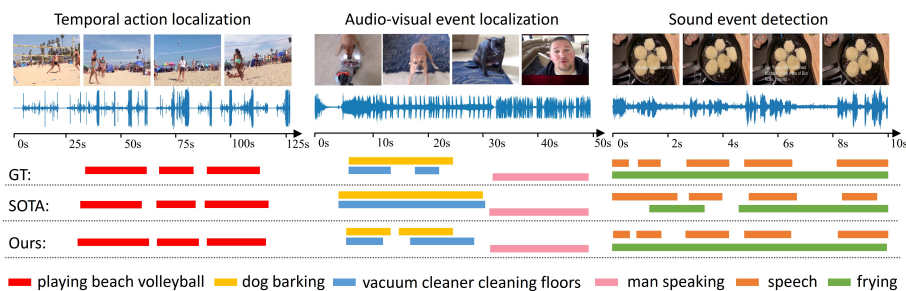 Temporal action localization
Audio-visual event localization
Sound event detection
0s 25s 50s 75s 100s 125s
0s 10s 20s 30s 40s 50s
0s 2s 4s 6s 8s 10s
GT:
SOTA:
Ours:
playing beach volleyball dog barking vacuum cleaner cleaning floors man speaking speech frying